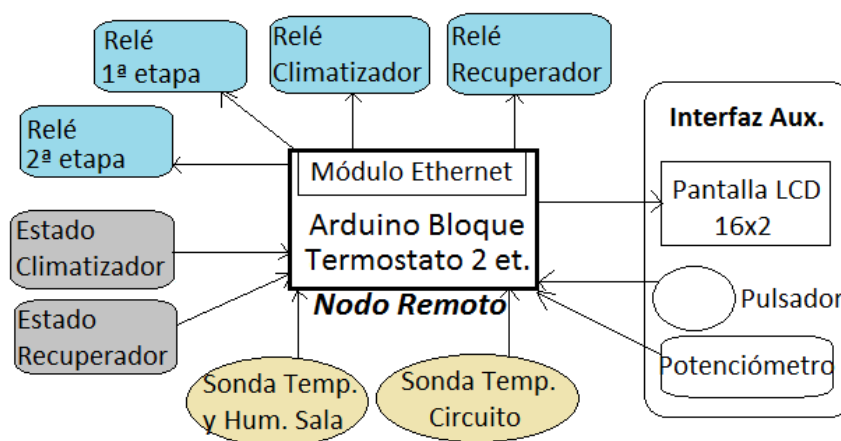 Relé
1ª etapa
Relé
Climatizador
Relé
Recuperador
Relé
2ª etapa
Interfaz Aux.
Módulo Ethernet
Arduino Bloque
Termostato 2 et.
Nodo Remoto
Pantalla LCD
16x2
Estado
Climatizador
Pulsador
Estado
Recuperador
Potenciómetro
Sonda Temp.
y Hum. Sala
Sonda Temp.
Circuito